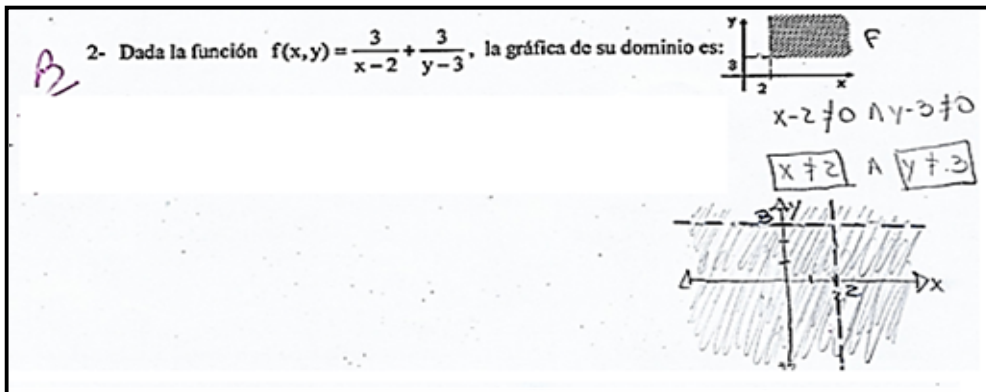 B
2- Dada la función f(x,y) = 3/(x-2) + 3/(y-3), la gráfica de su dominio es: y 3 2 x F
x-2≠0 ∧ y-3≠0
x≠2 ∧ y≠3
3 y
1 2 x